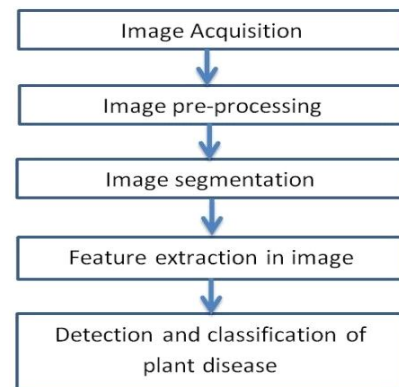 Image Acquisition
Image pre-processing
Image segmentation
Feature extraction in image
Detection and classification of
plant disease